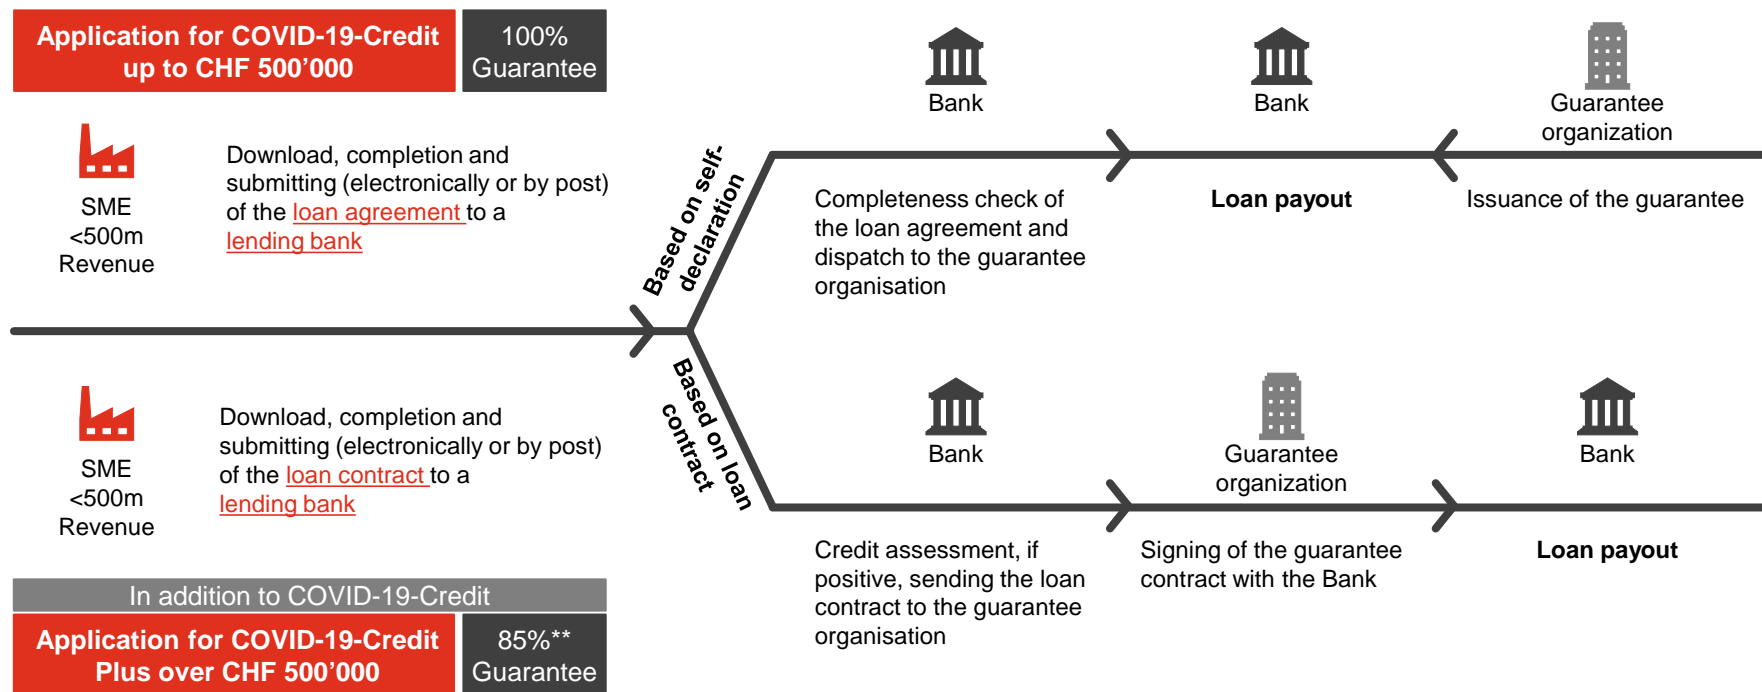 Application for COVID-19-Credit
up to CHF 500’000
100%
Guarantee
SME
<500m
Revenue
Download, completion and
submitting (electronically or by post)
of the loan agreement to a
lending bank
Based on self-
declaration
Bank
Completeness check of
the loan agreement and
dispatch to the guarantee
organisation
Bank
Loan payout
Guarantee
organization
Issuance of the guarantee
SME
<500m
Revenue
Download, completion and
submitting (electronically or by post)
of the loan contract to a
lending bank
Based on loan
contract
Bank
Credit assessment, if
positive, sending the loan
contract to the guarantee
organisation
Guarantee
organization
Signing of the guarantee
contract with the Bank
Bank
Loan payout
In addition to COVID-19-Credit
Application for COVID-19-Credit
Plus over CHF 500’000
85%**
Guarantee